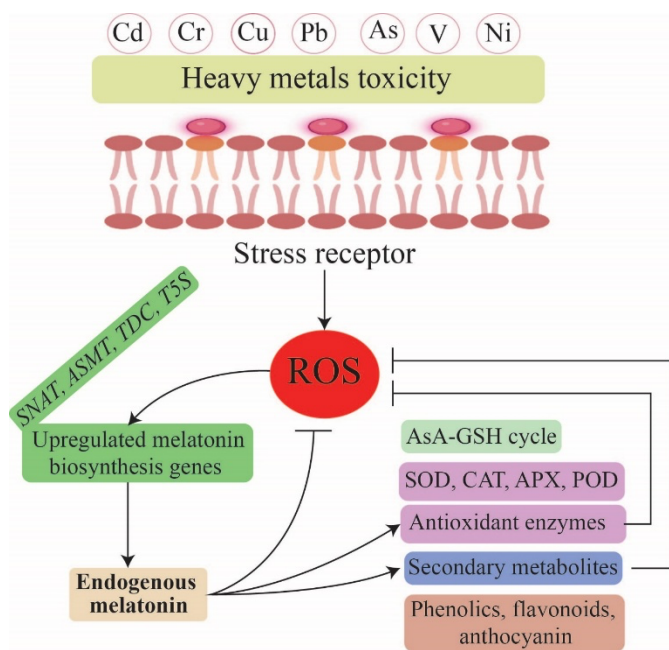 Cd Cr Cu Pb As V Ni
Heavy metals toxicity
Stress receptor
SNAT, ASMT, TDC, T5S
ROS
Upregulated melatonin
biosynthesis genes
AsA-GSH cycle
SOD, CAT, APX, POD
Antioxidant enzymes
Endogenous
melatonin
Secondary metabolites
Phenolics, flavonoids,
anthocyanin